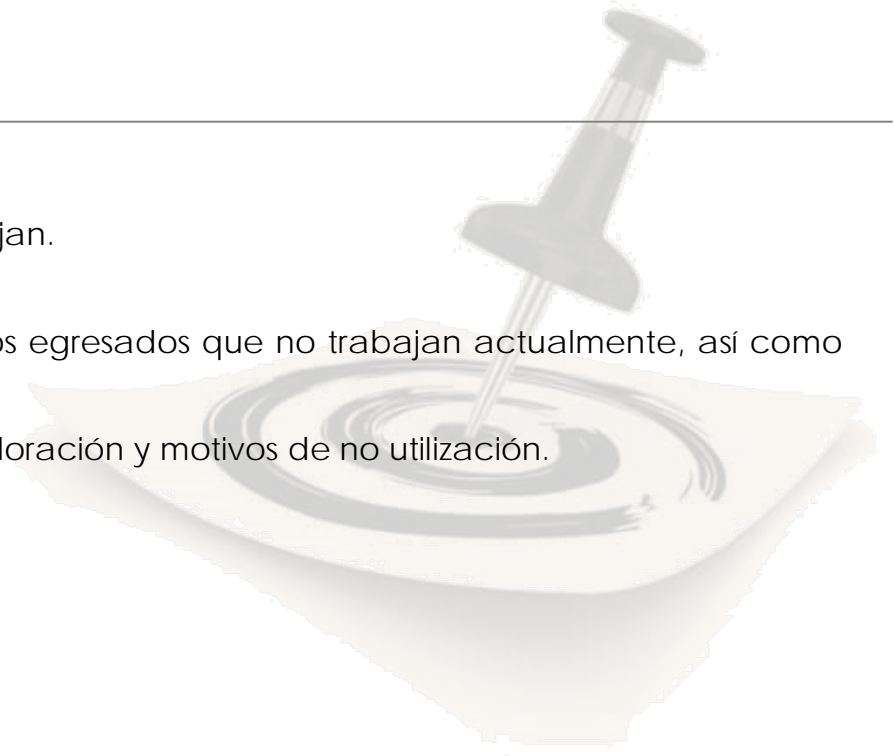 jan.
os egresados que no trabajan actualmente, así como
loración y motivos de no utilización.